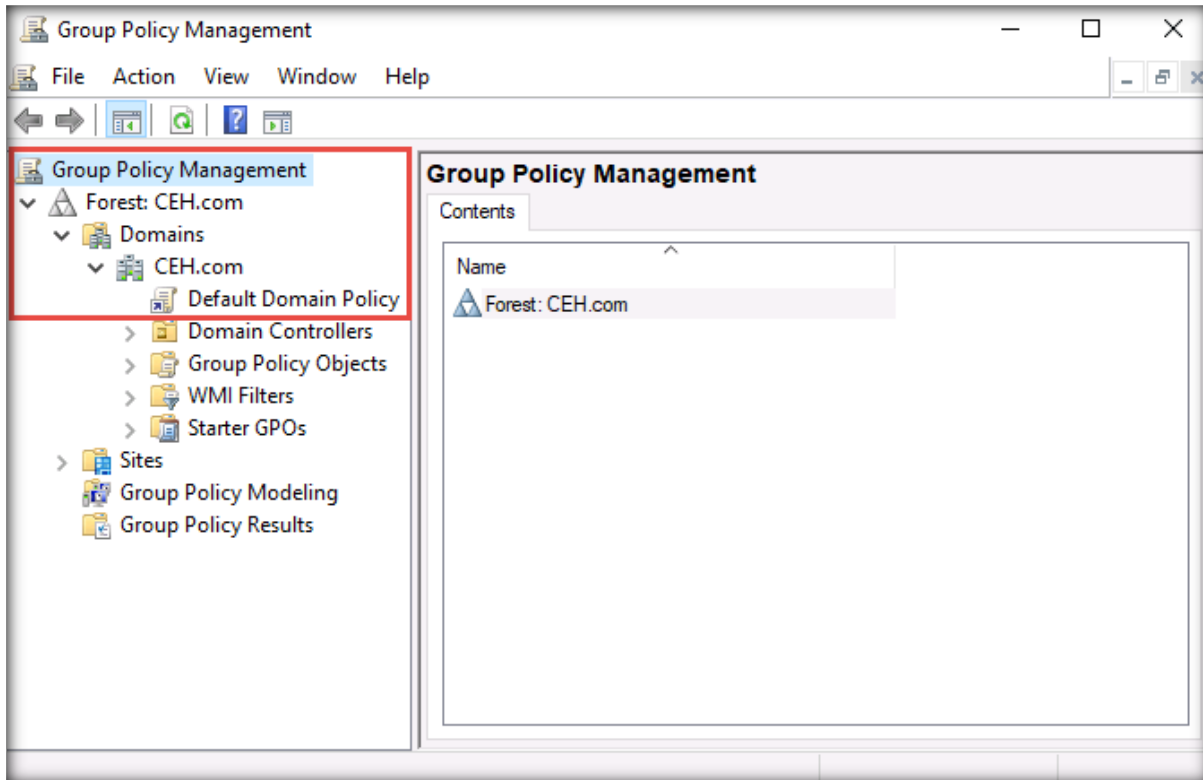 Group Policy Management
File Action View Window Help
Group Policy Management
Forest: CEH.com
Domains
CEH.com
Default Domain Policy
Domain Controllers
Group Policy Objects
WMI Filters
Starter GPOs
Sites
Group Policy Modeling
Group Policy Results
Group Policy Management
Contents
Name
Forest: CEH.com